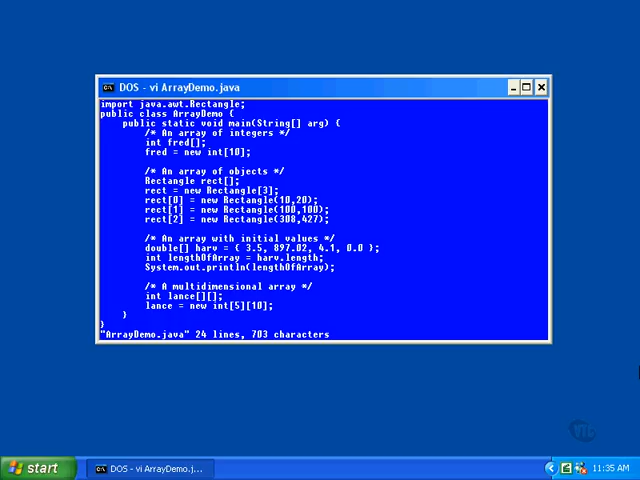 DOS - vi ArrayDemo.java
import java.awt.Rectangle;
public class ArrayDemo {
    public static void main(String[] arg) {
        /* An array of integers */
        int fred[];
        fred = new int[10];

        /* An array of objects */
        Rectangle rect[];
        rect = new Rectangle[3];
        rect[0] = new Rectangle(10,20);
        rect[1] = new Rectangle(100,100);
        rect[2] = new Rectangle(308,427);

        /* An array with initial values */
        double[] harv = { 3.5, 897.02, 4.1, 0.0 };
        int lengthOfArray = harv.length;
        System.out.println(lengthOfArray);

        /* A multidimensional array */
        int lance[][];
        lance = new int[5][10];
    }
}
"ArrayDemo.java" 24 lines, 703 characters
start
DOS - vi ArrayDemo.j...
11:35 AM